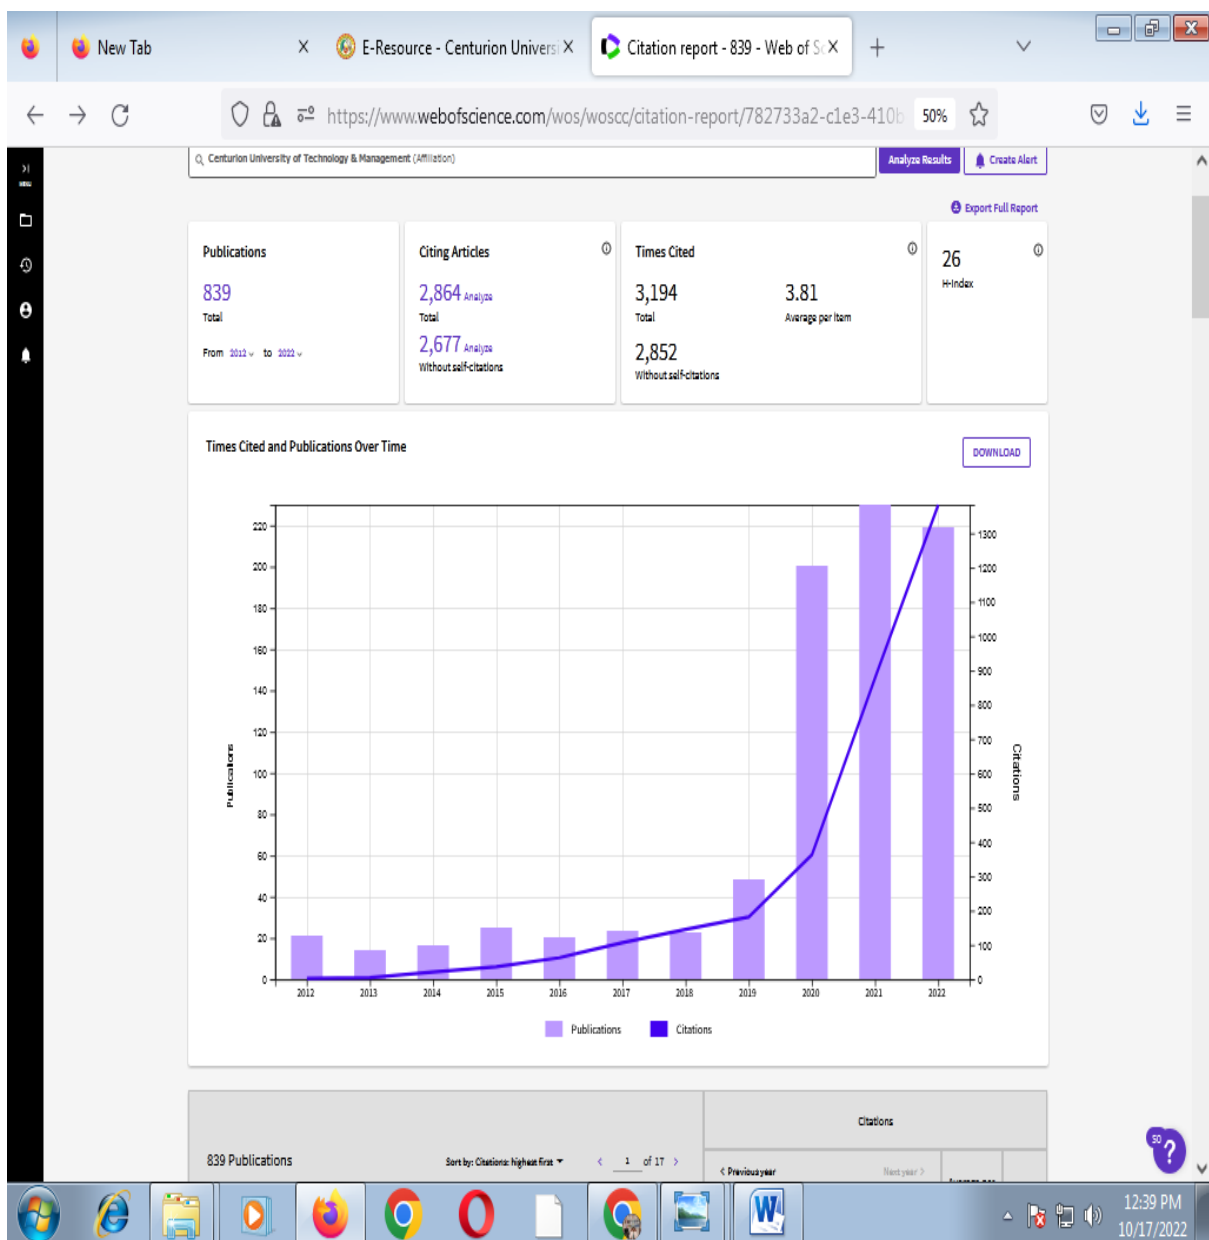 New Tab
E-Resource - Centurion Universi
Citation report - 839 - Web of Sc
https://www.webofscience.com/wos/woscc/citation-report/782733a2-c1e3-410b
50%
MENU
Centurion University of Technology & Management (Affiliation)
Analyze Results
Create Alert
Export Full Report
Publications
839
Total
From 2012 to 2022
Citing Articles
2,864 Analyze
Total
2,677 Analyze
Without self-citations
Times Cited
3,194
Total
3.81
Average per item
2,852
Without self-citations
26
H-Index
Times Cited and Publications Over Time
DOWNLOAD
220
200
180
160
140
120
100
80
60
40
20
0
Publications
1300
1200
1100
1000
900
800
700
600
500
400
300
200
100
0
Citations
2012 2013 2014 2015 2016 2017 2018 2019 2020 2021 2022
Publications Citations
Citations
839 Publications
Sort by: Citations: highest first
< 1 of 17 >
< Previous year
Next year >
Average per
50
?
12:39 PM
10/17/2022